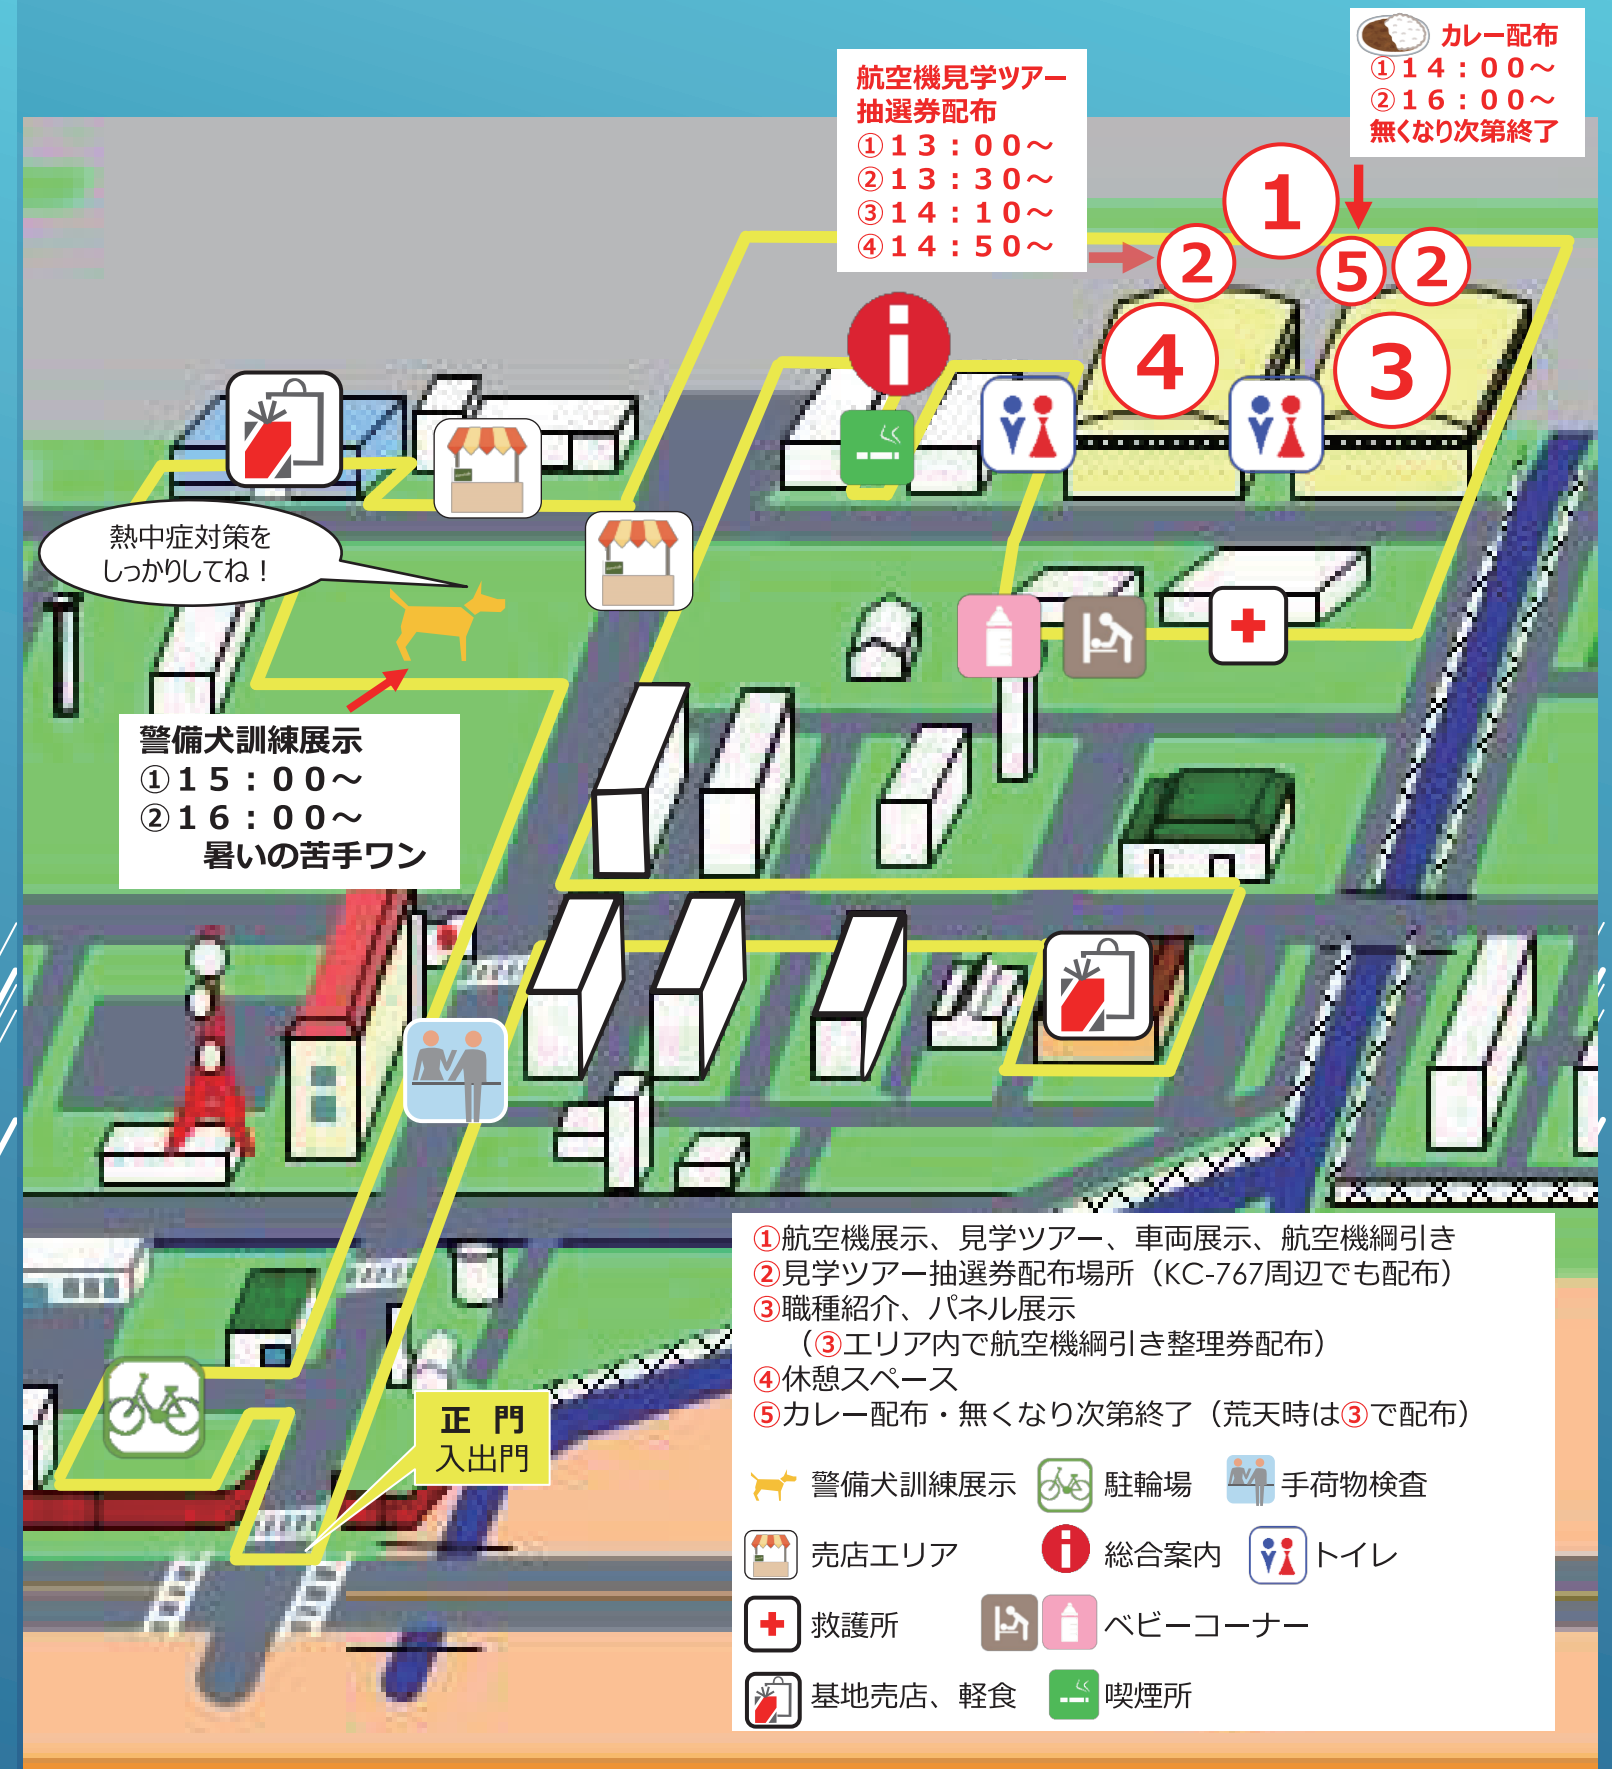 カレー配布
①１４：００～
②１６：００～
無くなり次第終了
航空機見学ツアー
抽選券配布
①１３：００～
②１３：３０～
③１４：１０～
④１４：５０～
1
2
5
2
4
3
熱中症対策を
しっかりしてね！
警備犬訓練展示
①１５：００～
②１６：００～
暑いの苦手ワン
正　門
入出門
①航空機展示、見学ツアー、車両展示、航空機綱引き
②見学ツアー抽選券配布場所（KC-767周辺でも配布）
③職種紹介、パネル展示
（③エリア内で航空機綱引き整理券配布）
④休憩スペース
⑤カレー配布・無くなり次第終了（荒天時は③で配布）
警備犬訓練展示　駐輪場　手荷物検査
売店エリア　総合案内　トイレ
救護所　ベビーコーナー
基地売店、軽食　喫煙所